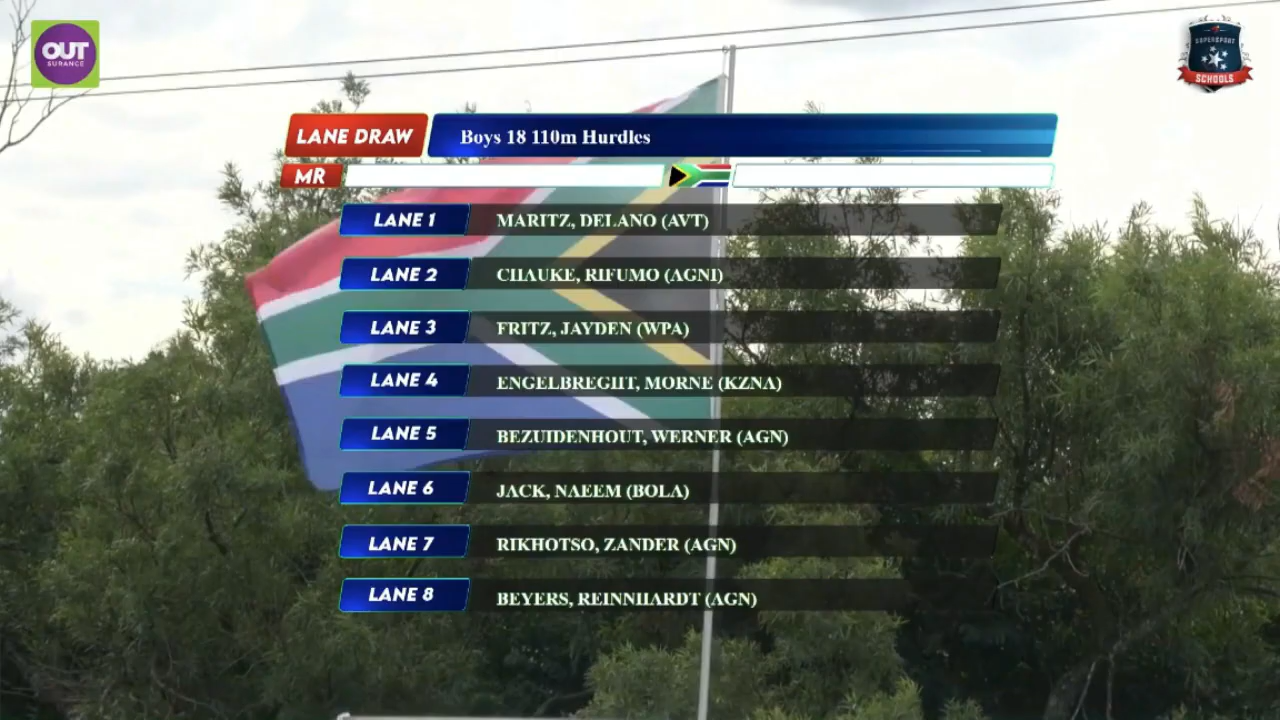 OUT
SURANCE
SUPERSPORT
SCHOOLS
LANE DRAW Boys 18 110m Hurdles
MR
LANE 1 MARITZ, DELANO (AVT)
LANE 2 CHAUKE, RIFUMO (AGN)
LANE 3 FRITZ, JAYDEN (WPA)
LANE 4 ENGELBREGHT, MORNE (KZNA)
LANE 5 BEZUIDENHOUT, WERNER (AGN)
LANE 6 JACK, NAEEM (BOLA)
LANE 7 RIKHOTSO, ZANDER (AGN)
LANE 8 BEYERS, REINNHARDT (AGN)